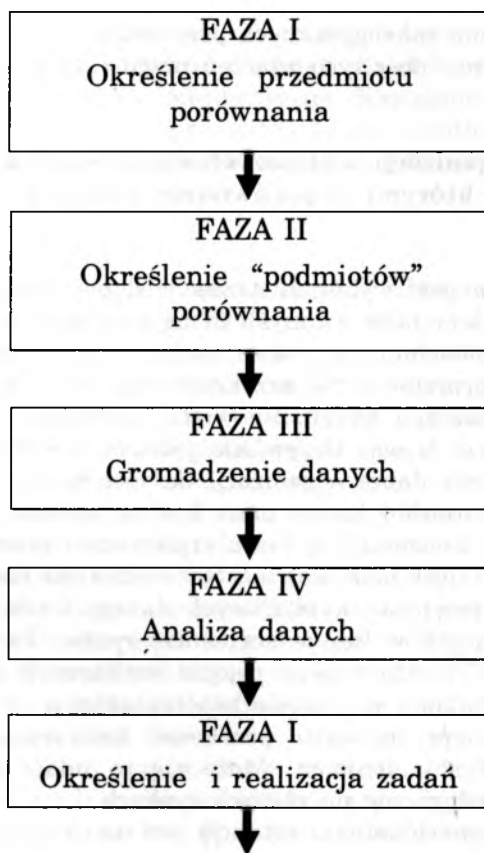 FAZA I
Określenie przedmiotu
porównania
FAZA II
Określenie “podmiotów”
porównania
FAZA III
Gromadzenie danych
FAZA IV
Analiza danych
FAZA I
Określenie i realizacja zadań